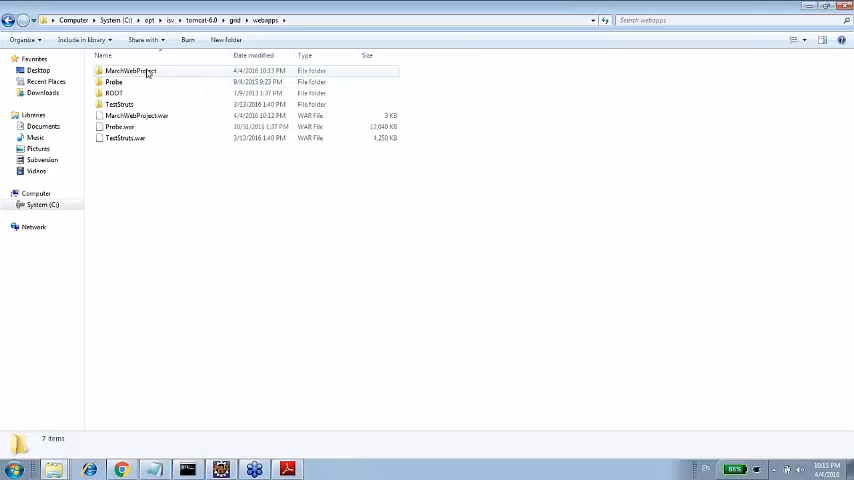 Computer ▸ System (C:) ▸ opt ▸ isv ▸ tomcat-6.0 ▸ grid ▸ webapps ▸
Search webapps
Organize ▾ Include in library ▾ Share with ▾ Burn New folder
Favorites
Desktop
Recent Places
Downloads
Libraries
Documents
Music
Pictures
Subversion
Videos
Computer
System (C:)
Network
Name Date modified Type Size
MarchWebProject 4/4/2016 10:13 PM File folder
Probe 9/4/2015 9:23 PM File folder
ROOT 7/9/2013 1:37 PM File folder
TestStruts 3/13/2016 1:40 PM File folder
MarchWebProject.war 4/4/2016 10:12 PM WAR File 3 KB
Probe.war 10/31/2011 1:37 PM WAR File 12,040 KB
TestStruts.war 3/13/2016 1:40 PM WAR File 4,250 KB
7 items
EN
88%
10:15 PM
4/4/2016